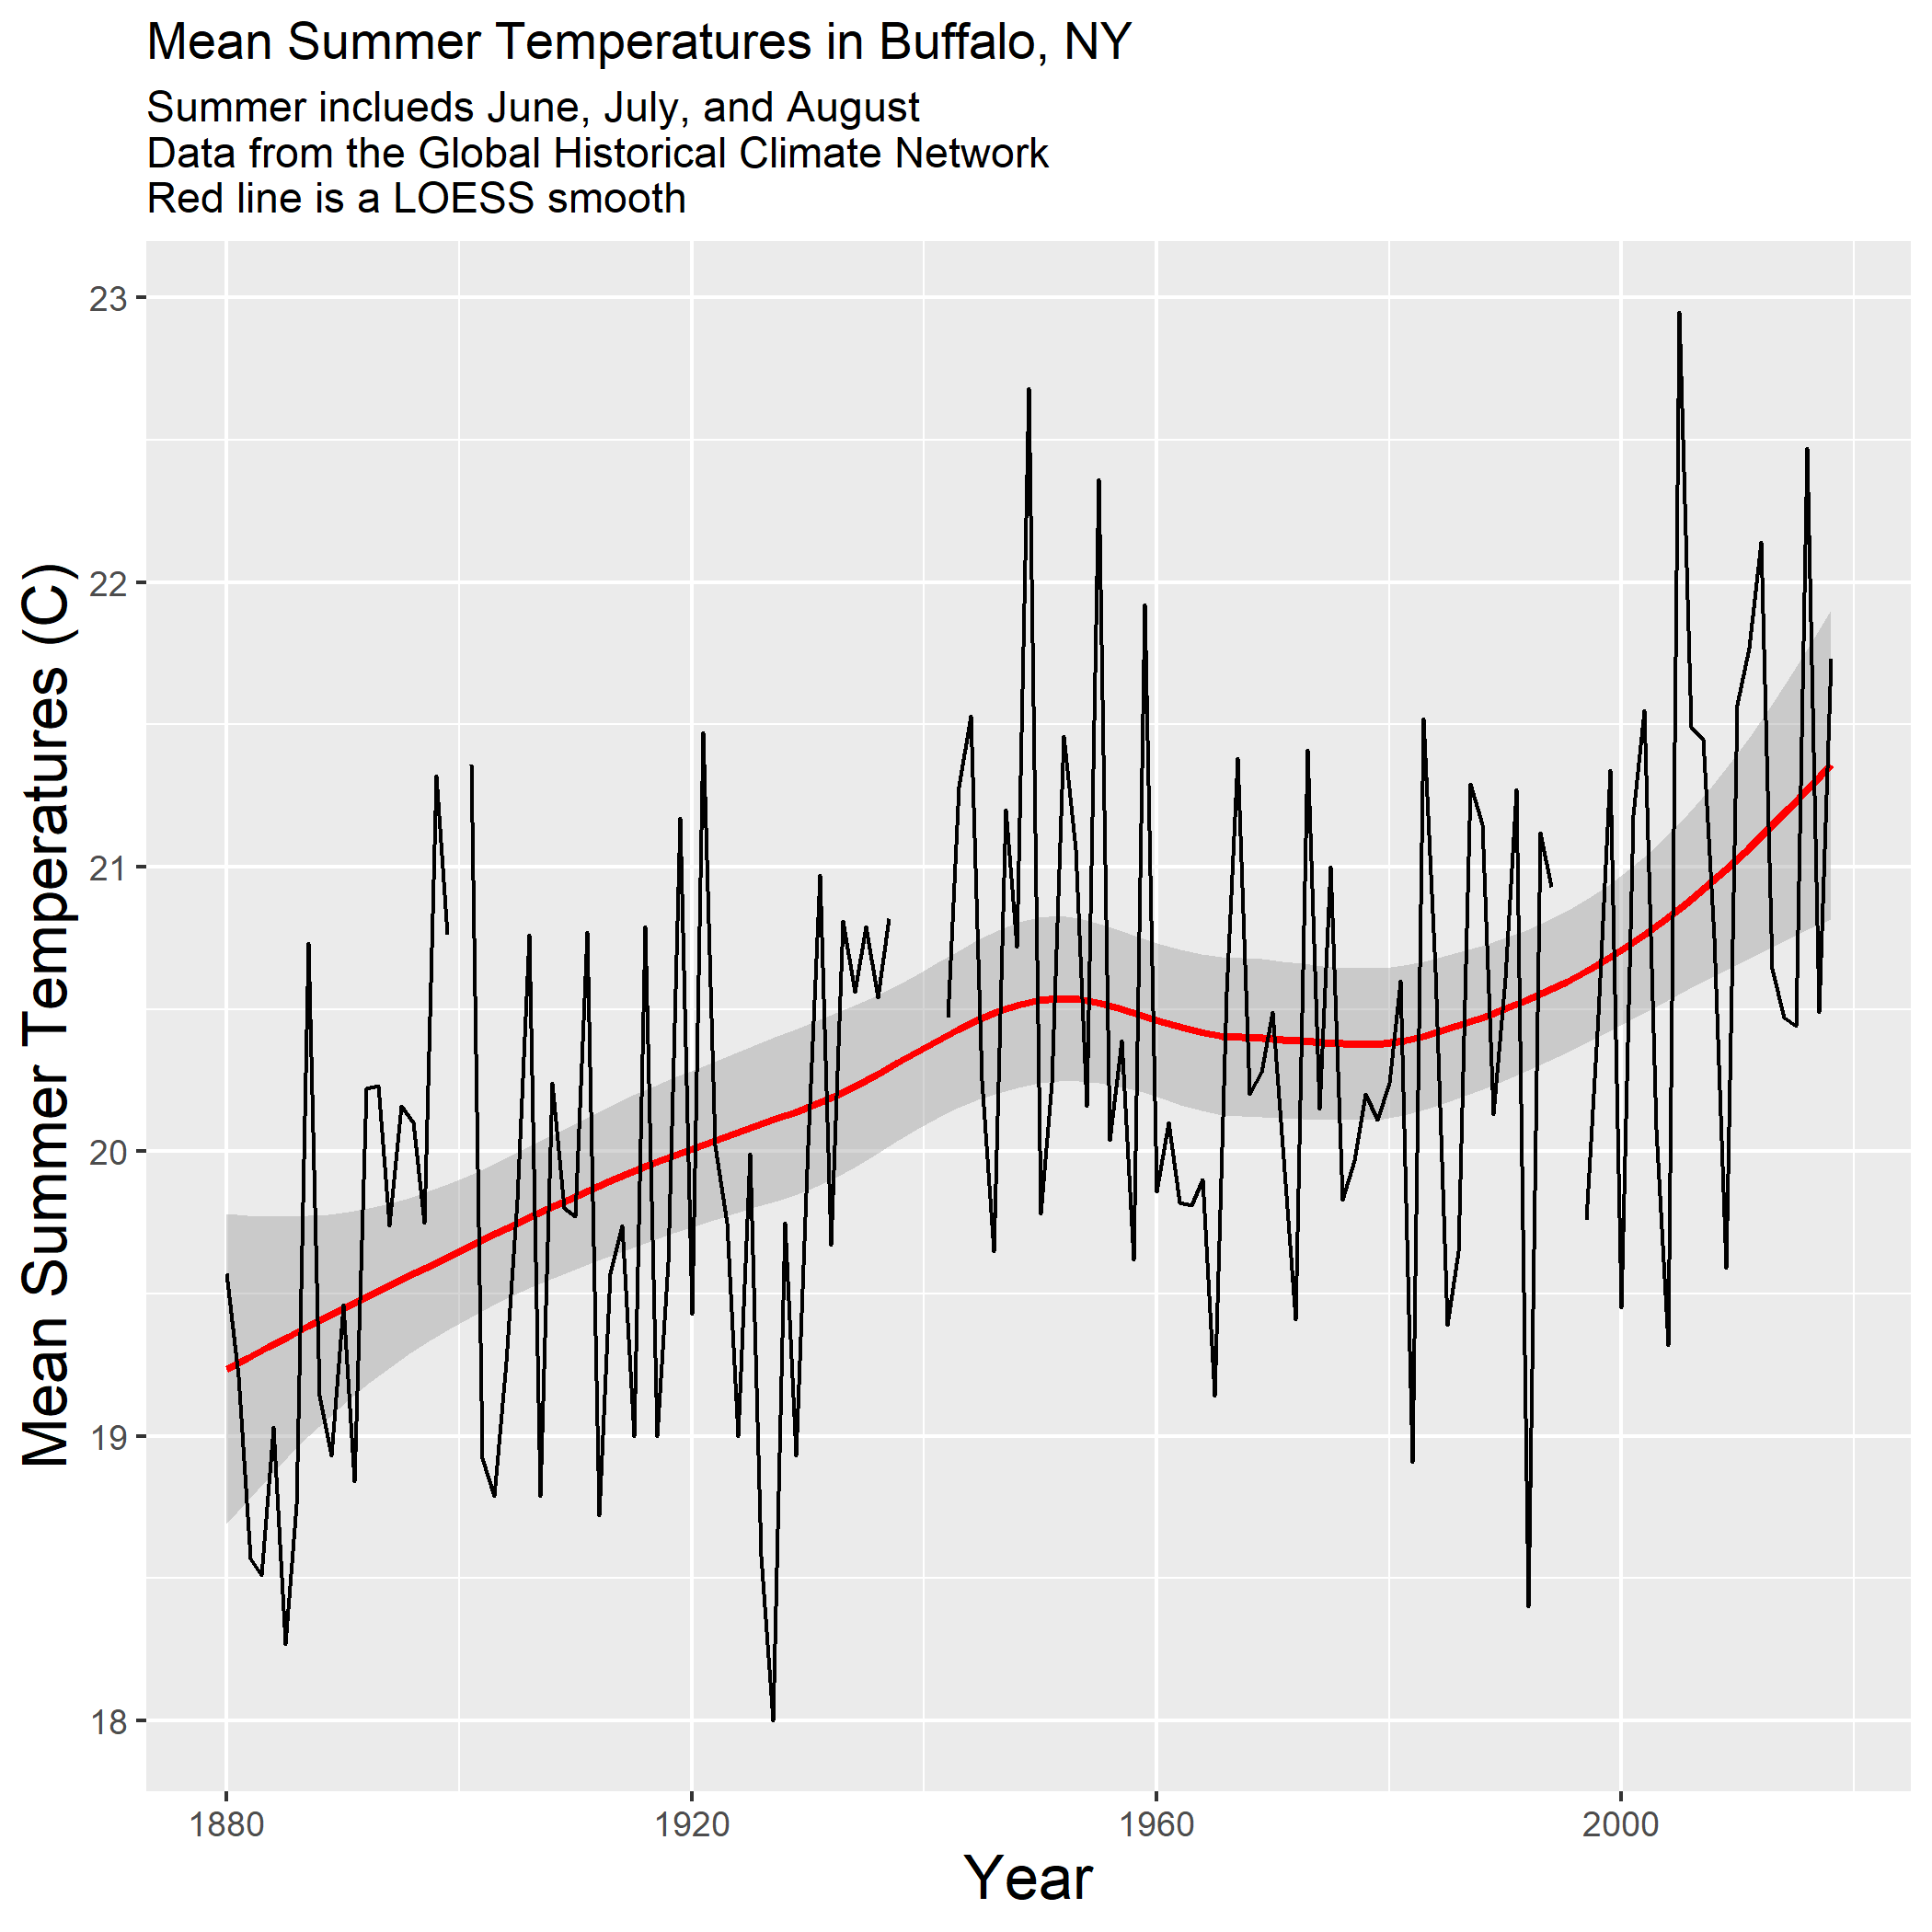 Mean Summer Temperatures in Buffalo, NY
Summer inclueds June, July, and August
Data from the Global Historical Climate Network
Red line is a LOESS smooth
Mean Summer Temperatures (C)
23
22
21
20
19
18
1880 1920 1960 2000
Year